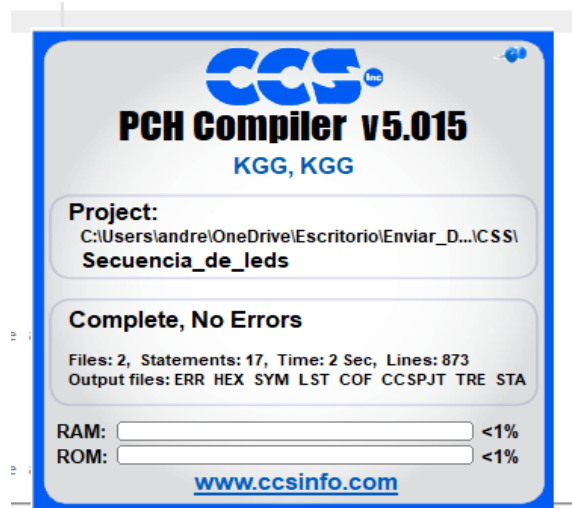 CCS Inc
PCH Compiler V5.015
KGG, KGG
Project:
C:\Users\andre\OneDrive\Escritorio\Enviar_D...\CSS\
Secuencia_de_leds
Complete, No Errors
Files: 2, Statements: 17, Time: 2 Sec, Lines: 873
Output files: ERR HEX SYM LST COF CCSPJT TRE STA
RAM: <1%
ROM: <1%
www.ccsinfo.com